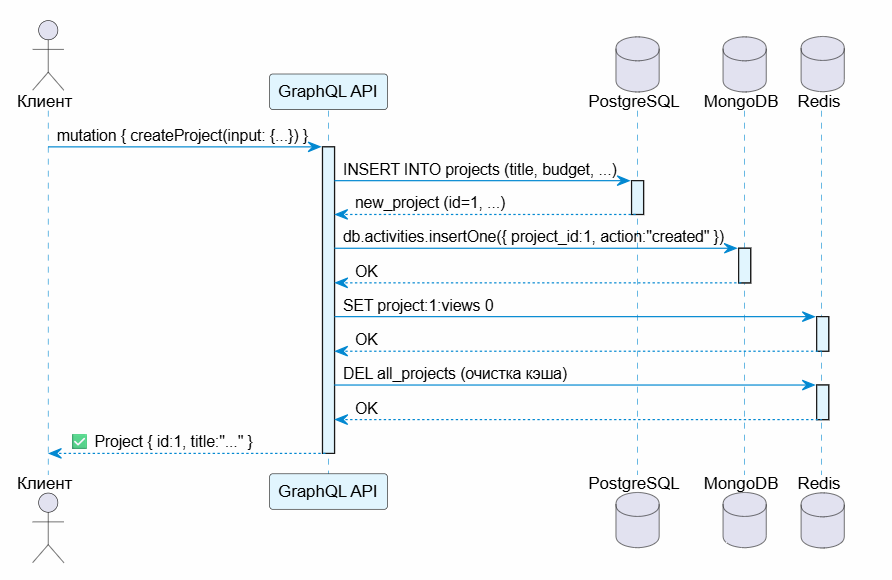 Клиент
GraphQL API
PostgreSQL
MongoDB
Redis
mutation { createProject(input: {...}) }
INSERT INTO projects (title, budget, ...)
new_project (id=1, ...)
db.activities.insertOne({ project_id:1, action:"created" })
OK
SET project:1:views 0
OK
DEL all_projects (очистка кэша)
OK
✅ Project { id:1, title:"..." }
Клиент
GraphQL API
PostgreSQL
MongoDB
Redis